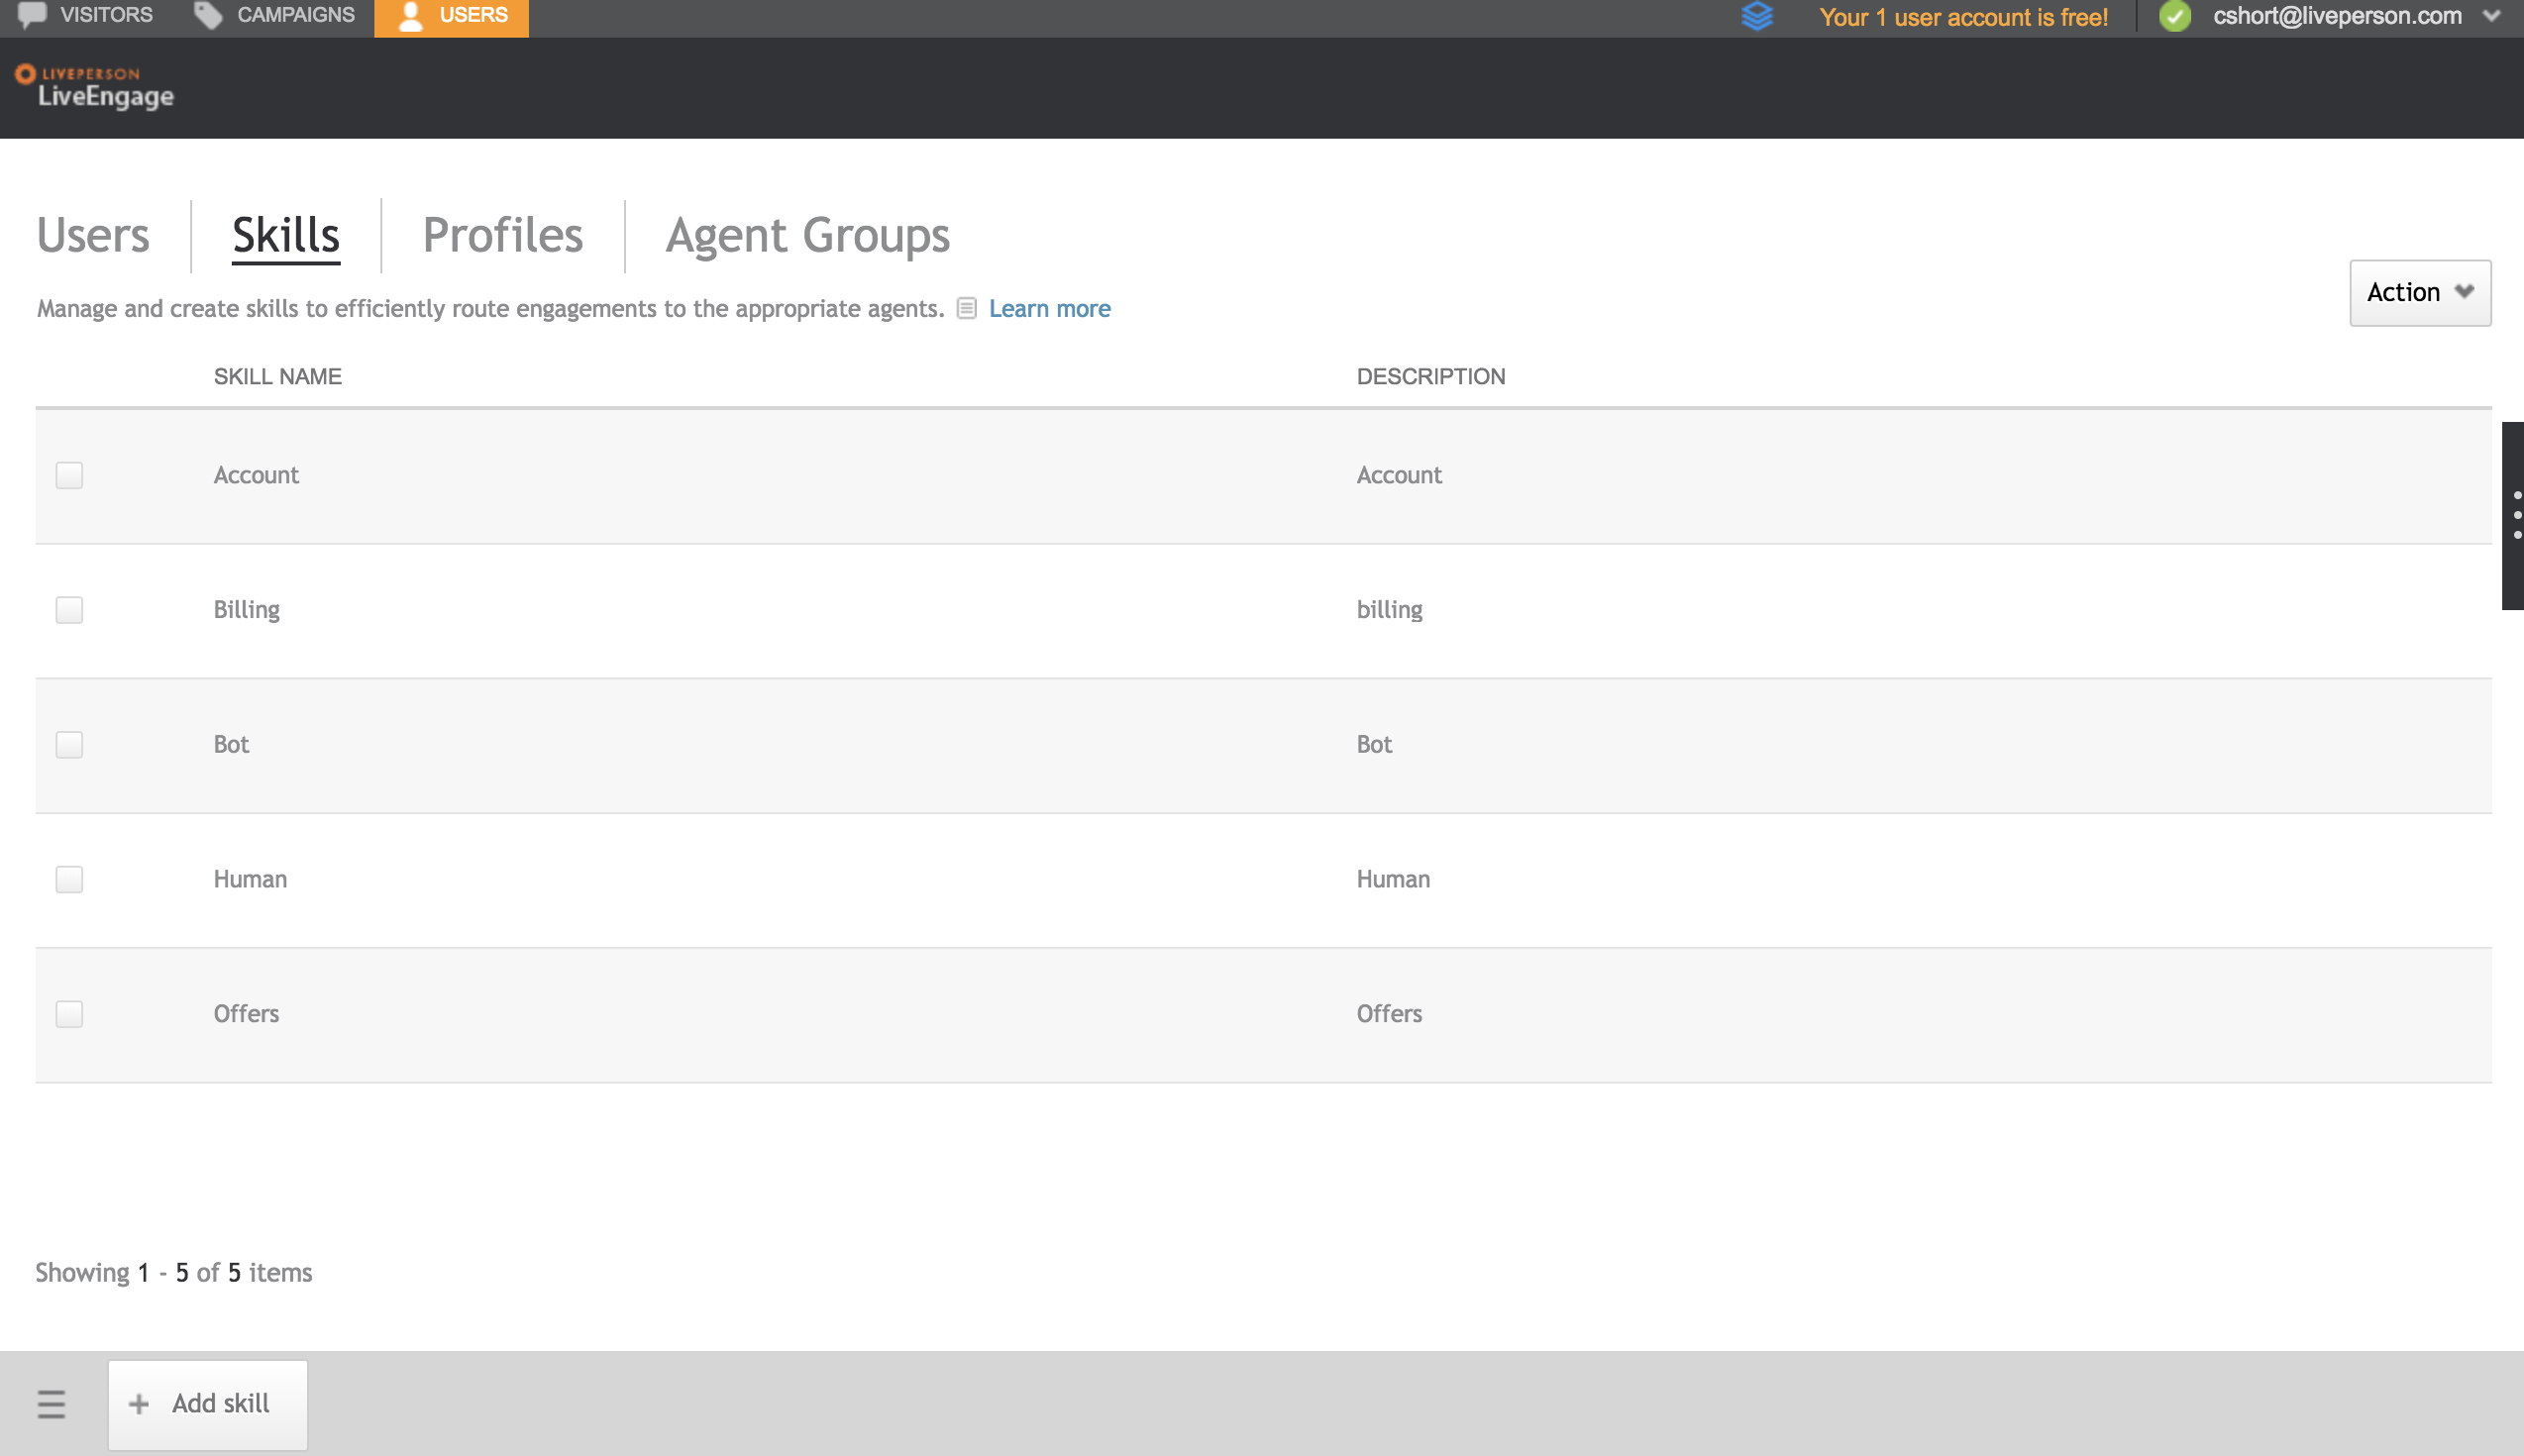 VISITORS CAMPAIGNS USERS Your 1 user account is free! cshort@liveperson.com
LIVEPERSON
LiveEngage
Users Skills Profiles Agent Groups
Action
Manage and create skills to efficiently route engagements to the appropriate agents. Learn more
SKILL NAME DESCRIPTION
Account Account
Billing billing
Bot Bot
Human Human
Offers Offers
Showing 1 - 5 of 5 items
+ Add skill